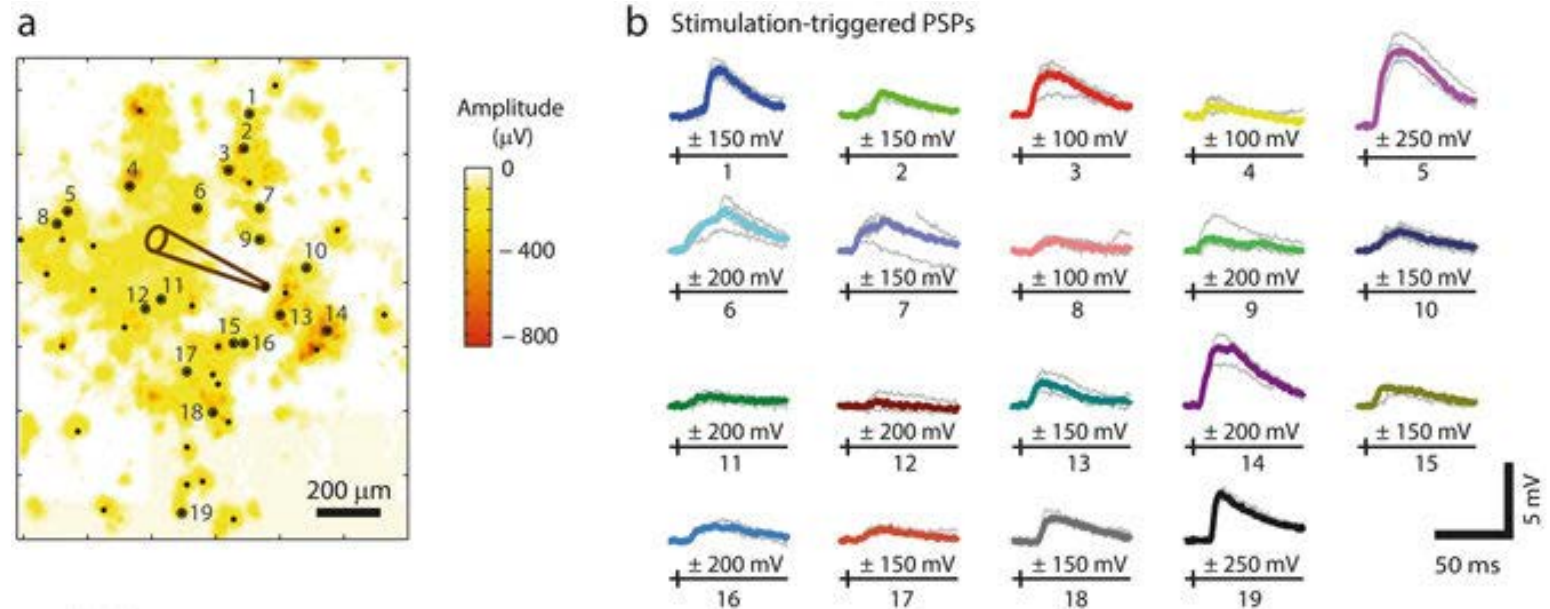 a
Amplitude
(μV)
0
– 400
– 800
1
2
3
4
5
6
7
8
9
10
11
12
13
14
15
16
17
18
19
200 μm
b Stimulation-triggered PSPs
± 150 mV ± 150 mV ± 100 mV ± 100 mV ± 250 mV
1 2 3 4 5
± 200 mV ± 150 mV ± 100 mV ± 200 mV ± 150 mV
6 7 8 9 10
± 200 mV ± 200 mV ± 150 mV ± 200 mV ± 150 mV
11 12 13 14 15
± 200 mV ± 150 mV ± 150 mV ± 250 mV
16 17 18 19
5 mV
50 ms